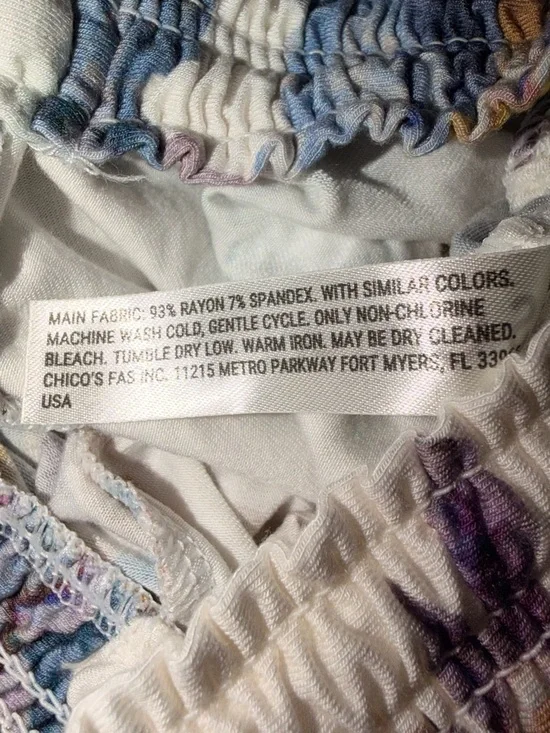 MAIN FABRIC: 93% RAYON 7% SPANDEX. WITH SIMILAR COLORS.
MACHINE WASH COLD, GENTLE CYCLE. ONLY NON-CHLORINE
BLEACH. TUMBLE DRY LOW. WARM IRON. MAY BE DRY CLEANED.
CHICO'S FAS INC. 11215 METRO PARKWAY FORT MYERS, FL
USA